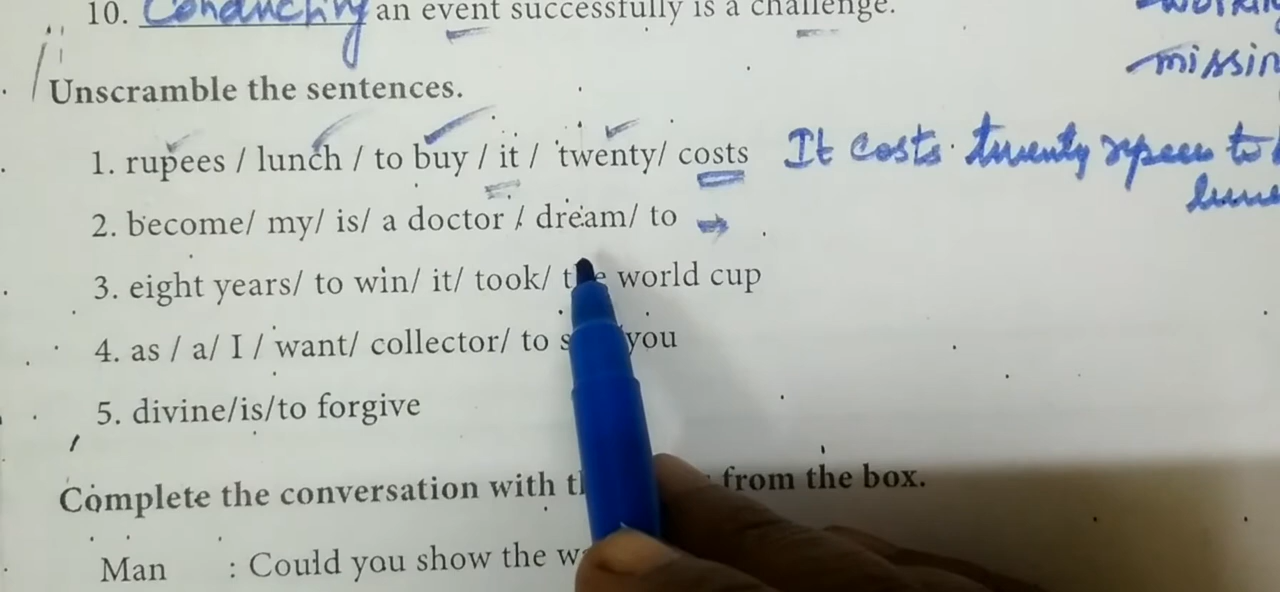 10. Conducting an event successfully is a challenge.
missin
Unscramble the sentences.
1. rupees / lunch / to buy / it / twenty/ costs It costs twenty rupees to
2. become/ my/ is/ a doctor / dream/ to
3. eight years/ to win/ it/ took/ the world cup
4. as / a/ I / want/ collector/ to s you
5. divine/is/to forgive
Complete the conversation with from the box.
Man : Could you show the